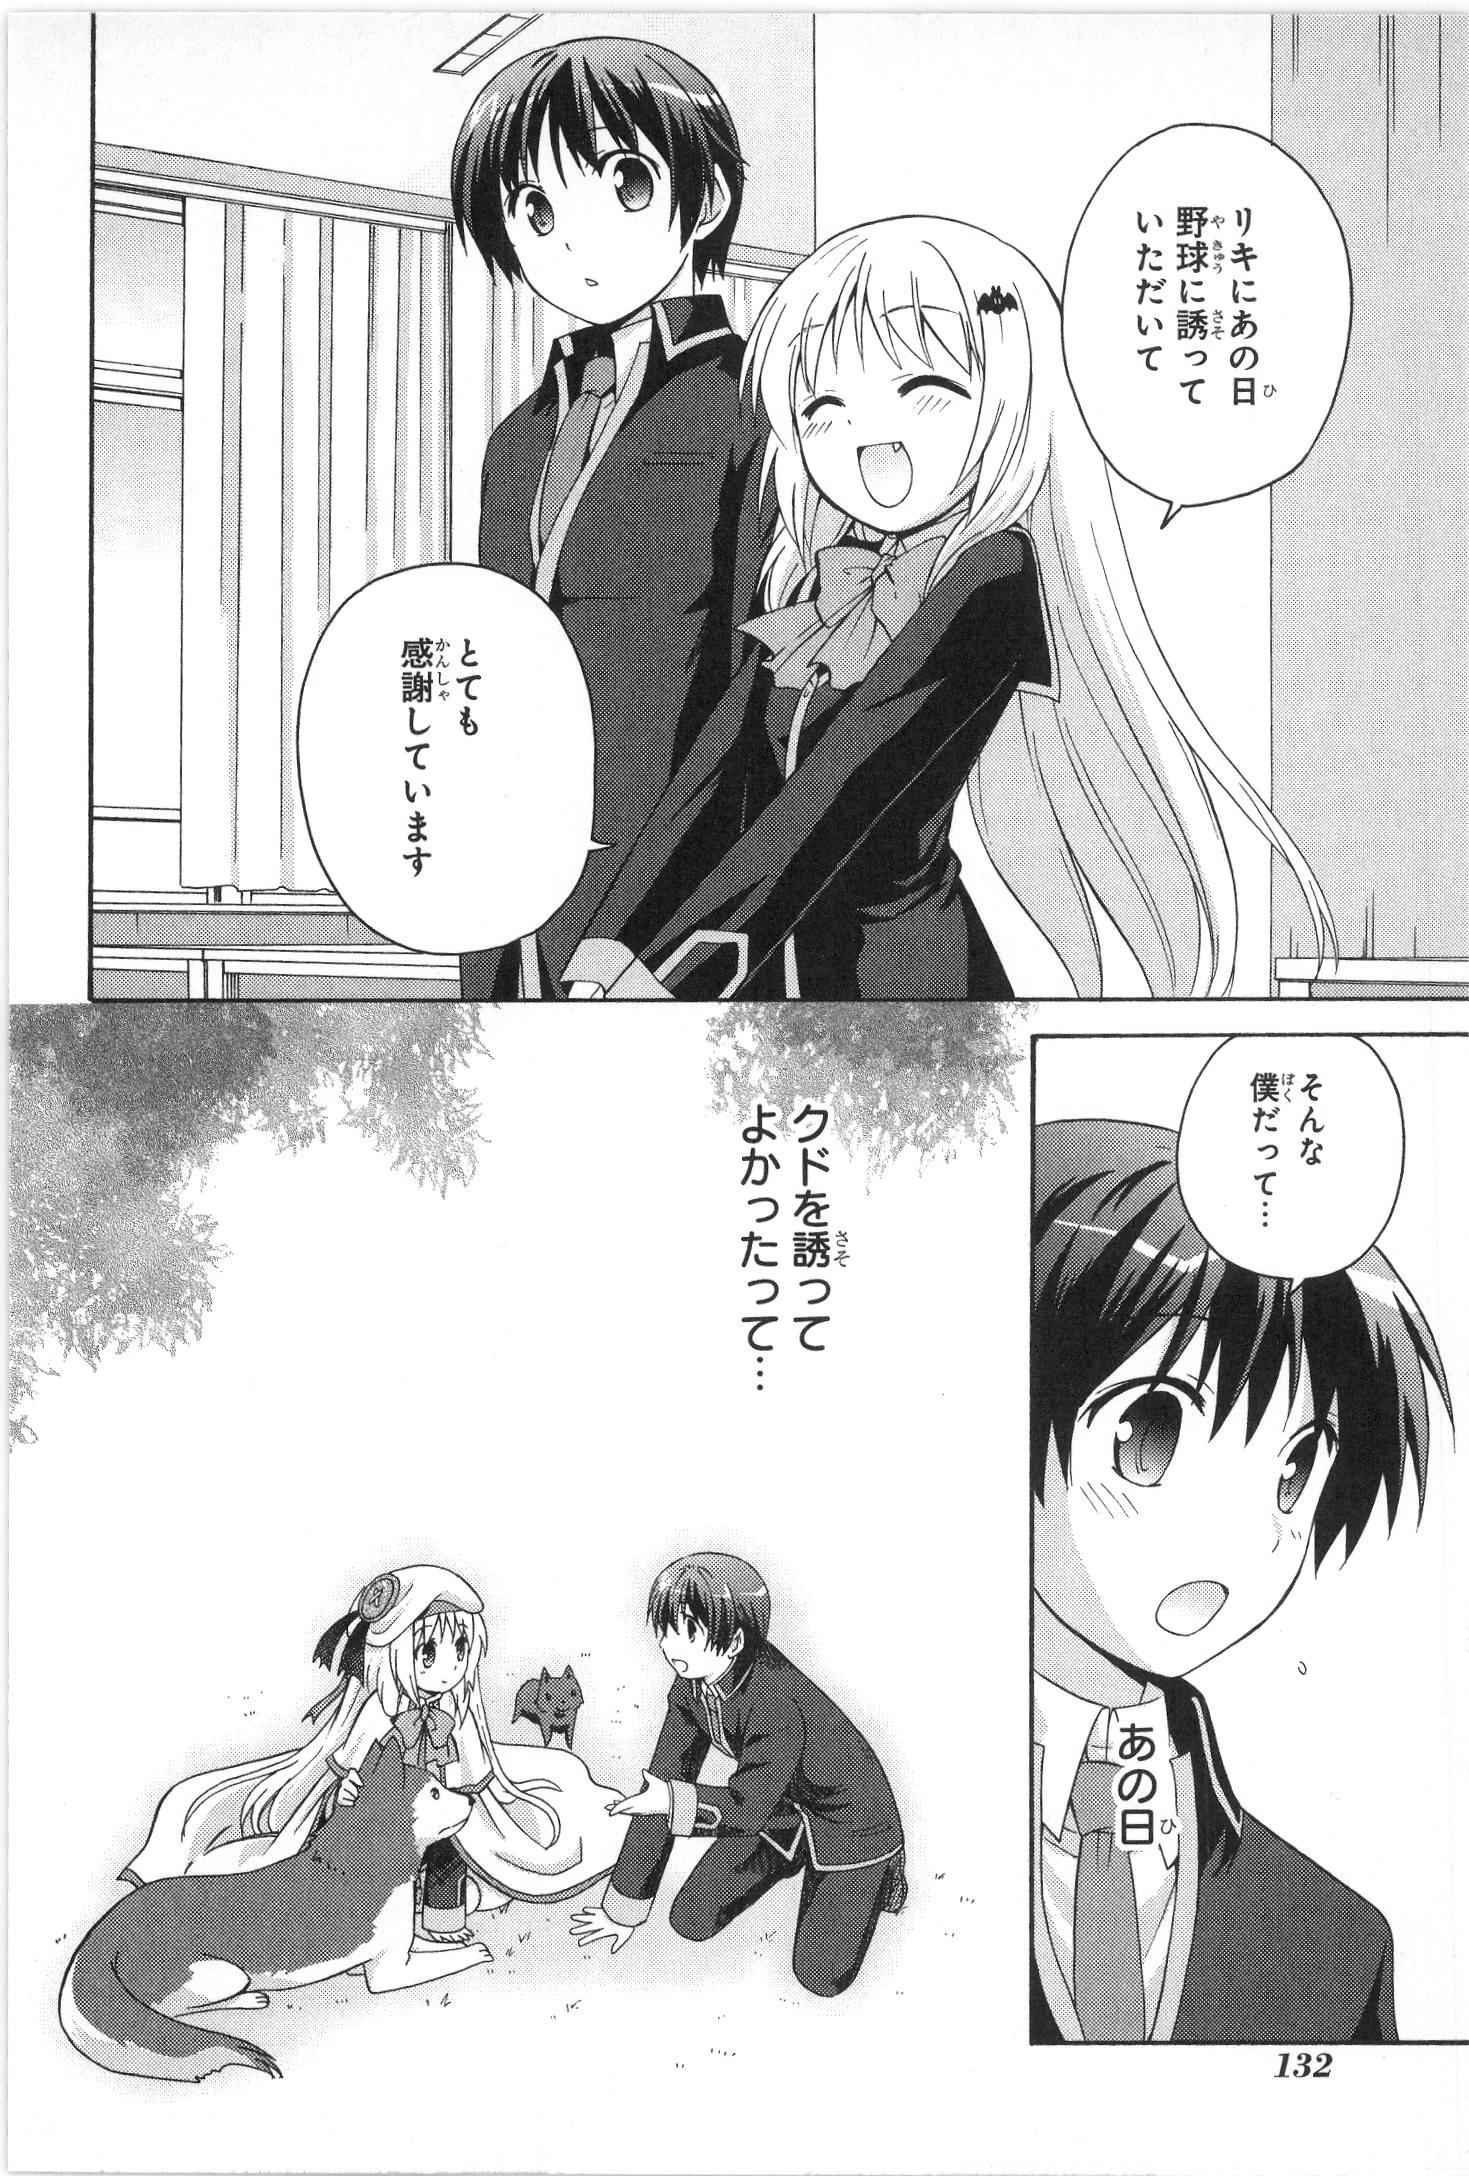 リキにあの日
野球に誘って
いただいて
とても
感謝しています
そんな
僕だって…
あの日
クドを誘って
よかったって…
132